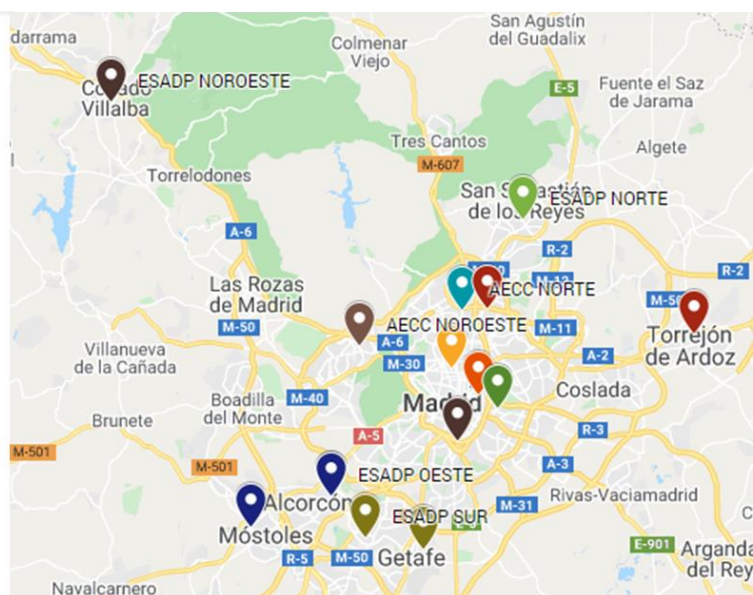 San Agustín
del Guadalix
darrama
Colmenar
Viejo
ESADP NOROESTE
Villalba
E-5
Fuente el Saz
de Jarama
Tres Cantos
M-607
Algete
Torrelodones
San Sebastián
de los Reyes
ESADP NORTE
A-6
R-2
R-2
Las Rozas
de Madrid
AECC NORTE
M-50
AECC NOROESTE
M-11
Torrejón
de Ardoz
Villanueva
de la Cañada
A-6
M-30
A-2
Boadilla
del Monte
M-40
Madrid
Coslada
Brunete
A-5
R-3
M-501
M-501
A-3
ESADP OESTE
Alcorcón
Rivas-Vaciamadrid
Móstoles
ESADP SUR
M-31
R-5
M-50
Getafe
E-901
Arganda
del Rey
Navalcarnero